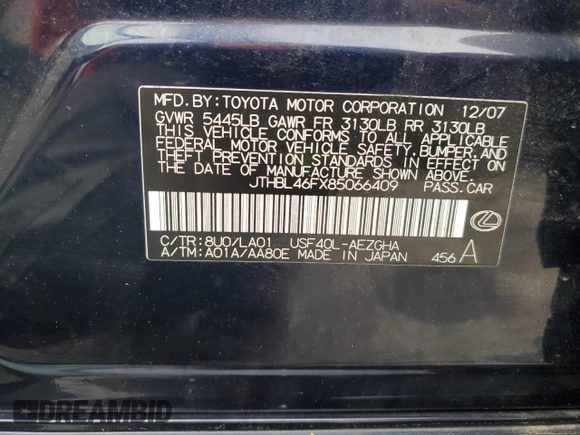 MFD. BY: TOYOTA MOTOR CORPORATION 12/07
GVWR 5445LB GAWR FR 3130LB RR 3130LB
THIS VEHICLE CONFORMS TO ALL APPLICABLE
FEDERAL MOTOR VEHICLE SAFETY, BUMPER, AND
THEFT PREVENTION STANDARDS IN EFFECT ON
THE DATE OF MANUFACTURE SHOWN ABOVE.
JTHBL46FX85066409 PASS.CAR
C/TR:8U0/LA01 USF40L-AEZGHA
A/TM:A01A/AA80E MADE IN JAPAN 456 A
DREAMBID